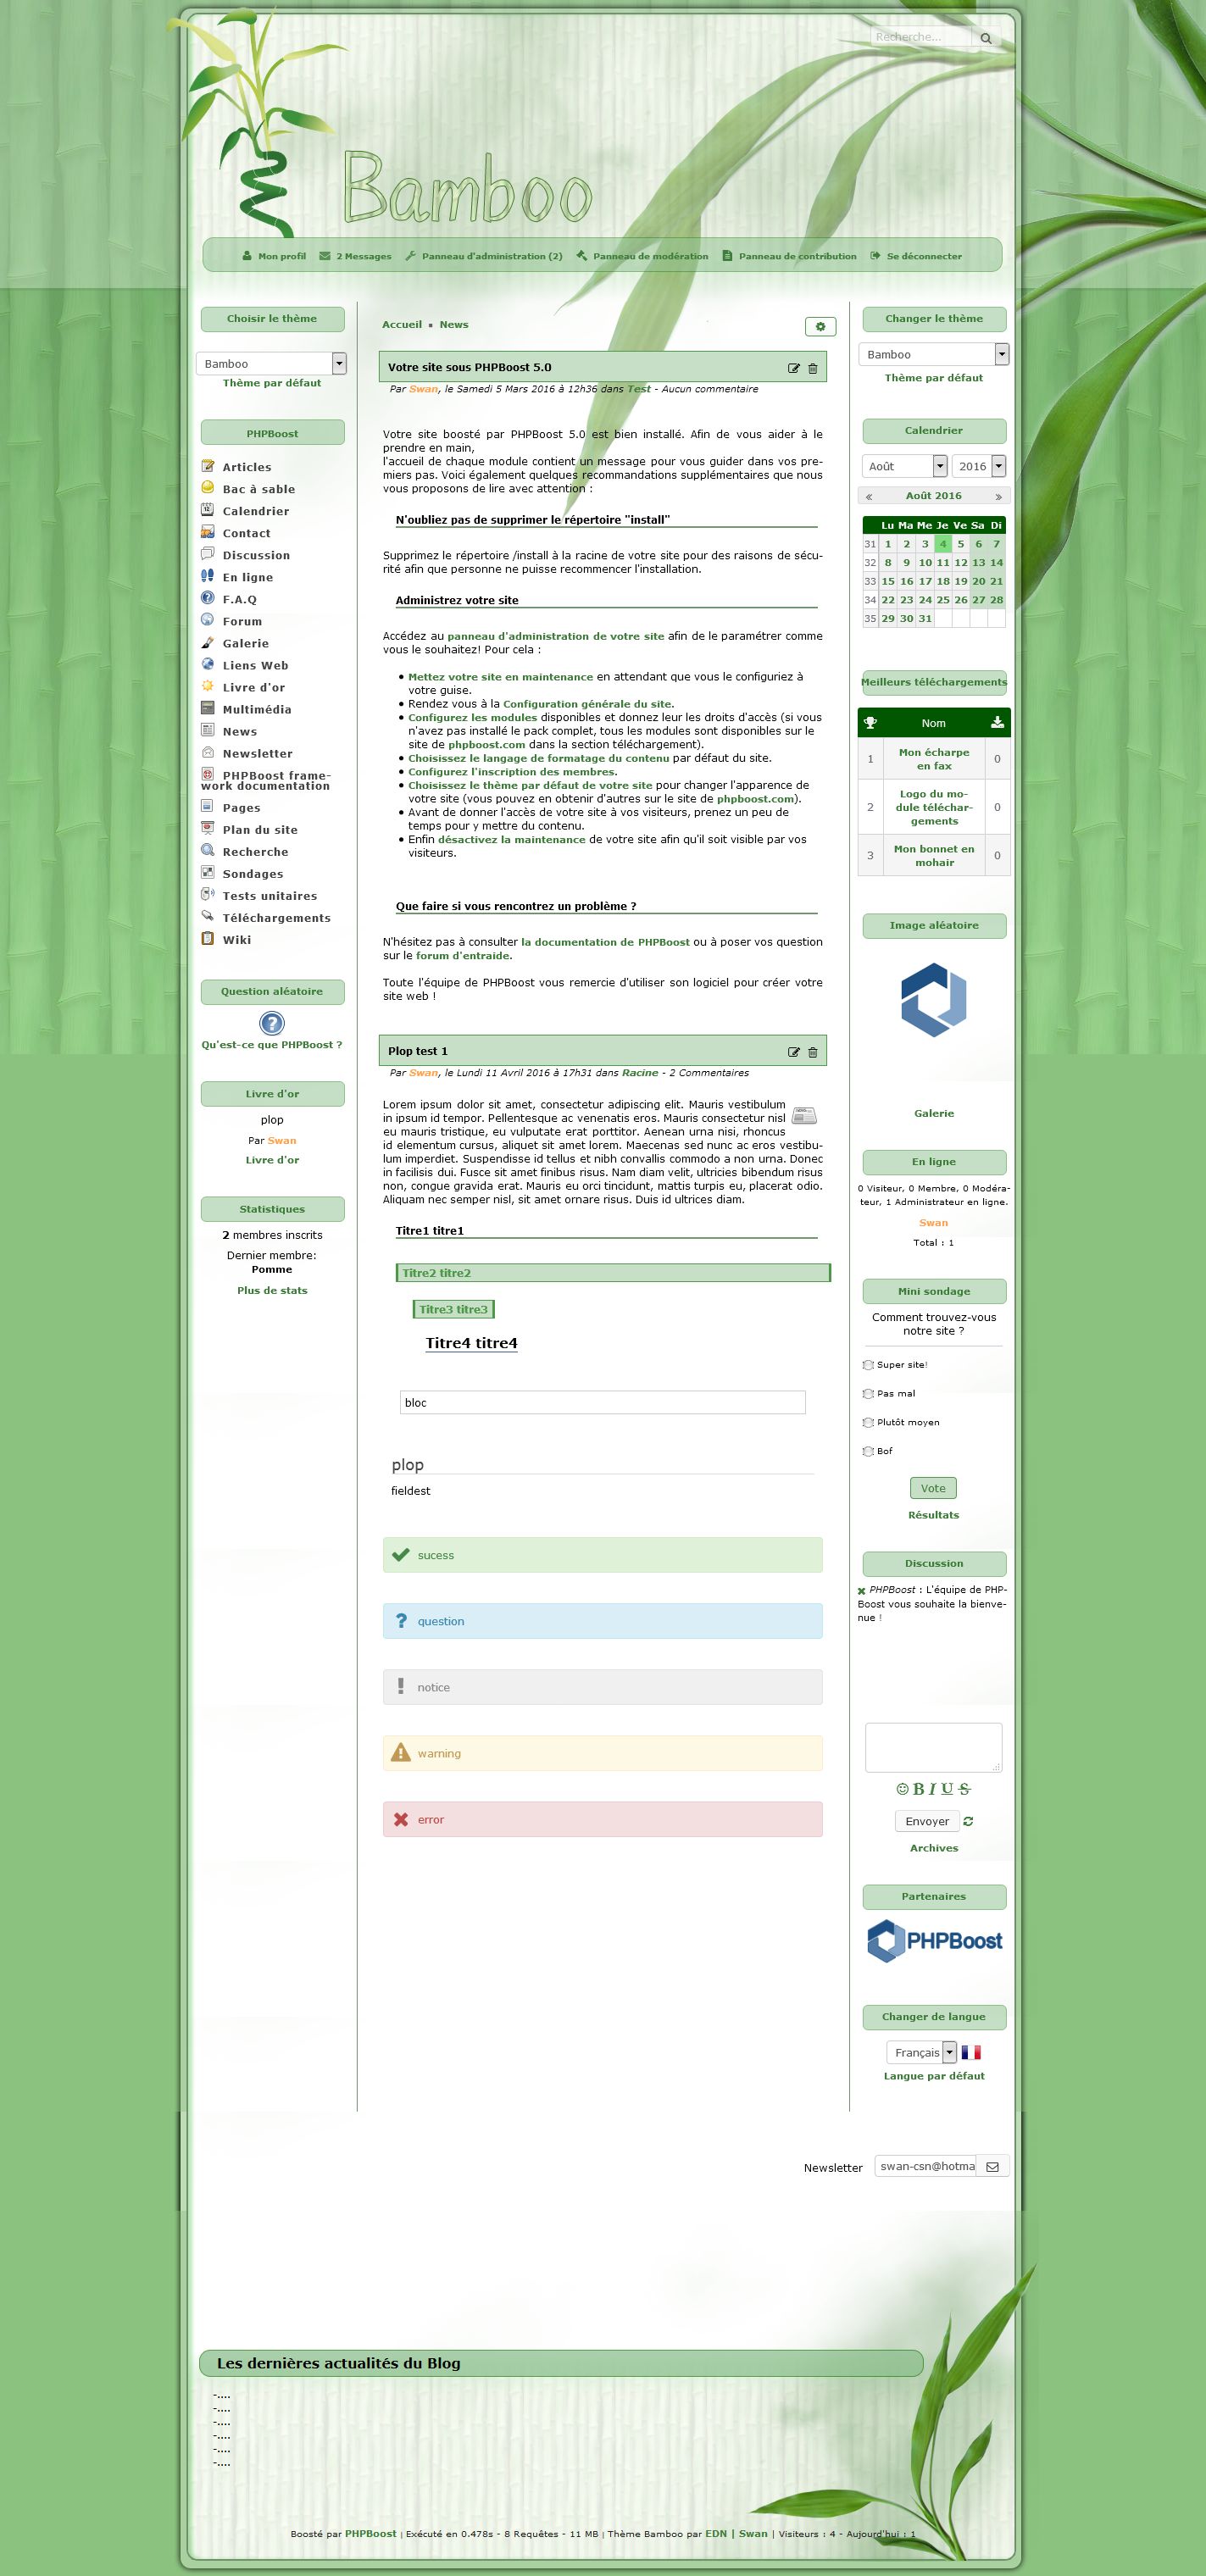 Recherche...
Bamboo
Mon profil 2 Messages Panneau d'administration (2) Panneau de modération Panneau de contribution Se déconnecter
Choisir le thème
Bamboo
Thème par défaut
PHPBoost
Articles
Bac à sable
Calendrier
Contact
Discussion
En ligne
F.A.Q
Forum
Galerie
Liens Web
Livre d'or
Multimédia
News
Newsletter
PHPBoost frame-
work documentation
Pages
Plan du site
Recherche
Sondages
Tests unitaires
Téléchargements
Wiki
Question aléatoire
Qu'est-ce que PHPBoost ?
Livre d'or
plop
Par Swan
Livre d'or
Statistiques
2 membres inscrits
Dernier membre:
Pomme
Plus de stats
Accueil ▪ News
Votre site sous PHPBoost 5.0
Par Swan, le Samedi 5 Mars 2016 à 12h36 dans Test - Aucun commentaire
Votre site boosté par PHPBoost 5.0 est bien installé. Afin de vous aider à le
prendre en main,
l'accueil de chaque module contient un message pour vous guider dans vos pre-
miers pas. Voici également quelques recommandations supplémentaires que nous
vous proposons de lire avec attention :
N'oubliez pas de supprimer le répertoire "install"
Supprimez le répertoire /install à la racine de votre site pour des raisons de sécu-
rité afin que personne ne puisse recommencer l'installation.
Administrez votre site
Accédez au panneau d'administration de votre site afin de le paramétrer comme
vous le souhaitez! Pour cela :
• Mettez votre site en maintenance en attendant que vous le configuriez à
votre guise.
• Rendez vous à la Configuration générale du site.
• Configurez les modules disponibles et donnez leur les droits d'accès (si vous
n'avez pas installé le pack complet, tous les modules sont disponibles sur le
site de phpboost.com dans la section téléchargement).
• Choisissez le langage de formatage du contenu par défaut du site.
• Configurez l'inscription des membres.
• Choisissez le thème par défaut de votre site pour changer l'apparence de
votre site (vous pouvez en obtenir d'autres sur le site de phpboost.com).
• Avant de donner l'accès de votre site à vos visiteurs, prenez un peu de
temps pour y mettre du contenu.
• Enfin désactivez la maintenance de votre site afin qu'il soit visible par vos
visiteurs.
Que faire si vous rencontrez un problème ?
N'hésitez pas à consulter la documentation de PHPBoost ou à poser vos question
sur le forum d'entraide.
Toute l'équipe de PHPBoost vous remercie d'utiliser son logiciel pour créer votre
site web !
Plop test 1
Par Swan, le Lundi 11 Avril 2016 à 17h31 dans Racine - 2 Commentaires
Lorem ipsum dolor sit amet, consectetur adipiscing elit. Mauris vestibulum
in ipsum id tempor. Pellentesque ac venenatis eros. Mauris consectetur nisl
eu mauris tristique, eu vulputate erat porttitor. Aenean urna nisi, rhoncus
id elementum cursus, aliquet sit amet lorem. Maecenas sed nunc ac eros vestibu-
lum imperdiet. Suspendisse id tellus et nibh convallis commodo a non urna. Donec
in facilisis dui. Fusce sit amet finibus risus. Nam diam velit, ultricies bibendum risus
non, congue gravida erat. Mauris eu orci tincidunt, mattis turpis eu, placerat odio.
Aliquam nec semper nisl, sit amet ornare risus. Duis id ultrices diam.
Titre1 titre1
Titre2 titre2
Titre3 titre3
Titre4 titre4
bloc
plop
fieldest
sucess
question
notice
warning
error
Changer le thème
Bamboo
Thème par défaut
Calendrier
Août 2016
« Août 2016 »
Lu Ma Me Je Ve Sa Di
31 1 2 3 4 5 6 7
32 8 9 10 11 12 13 14
33 15 16 17 18 19 20 21
34 22 23 24 25 26 27 28
35 29 30 31
Meilleurs téléchargements
Nom
1 Mon écharpe 0
en fax
Logo du mo-
2 dule téléchar- 0
gements
3 Mon bonnet en 0
mohair
Image aléatoire
Galerie
En ligne
0 Visiteur, 0 Membre, 0 Modéra-
teur, 1 Administrateur en ligne.
Swan
Total : 1
Mini sondage
Comment trouvez-vous
notre site ?
Super site!
Pas mal
Plutôt moyen
Bof
Vote
Résultats
Discussion
PHPBoost : L'équipe de PHP-
Boost vous souhaite la bienve-
nue !
B I U S
Envoyer
Archives
Partenaires
PHPBoost
Changer de langue
Français
Langue par défaut
Newsletter swan-csn@hotma
Les dernières actualités du Blog
-....
-....
-....
-....
-....
-....
Boosté par PHPBoost | Exécuté en 0.478s - 8 Requêtes - 11 MB | Thème Bamboo par EDN | Swan | Visiteurs : 4 - Aujourd'hui : 1